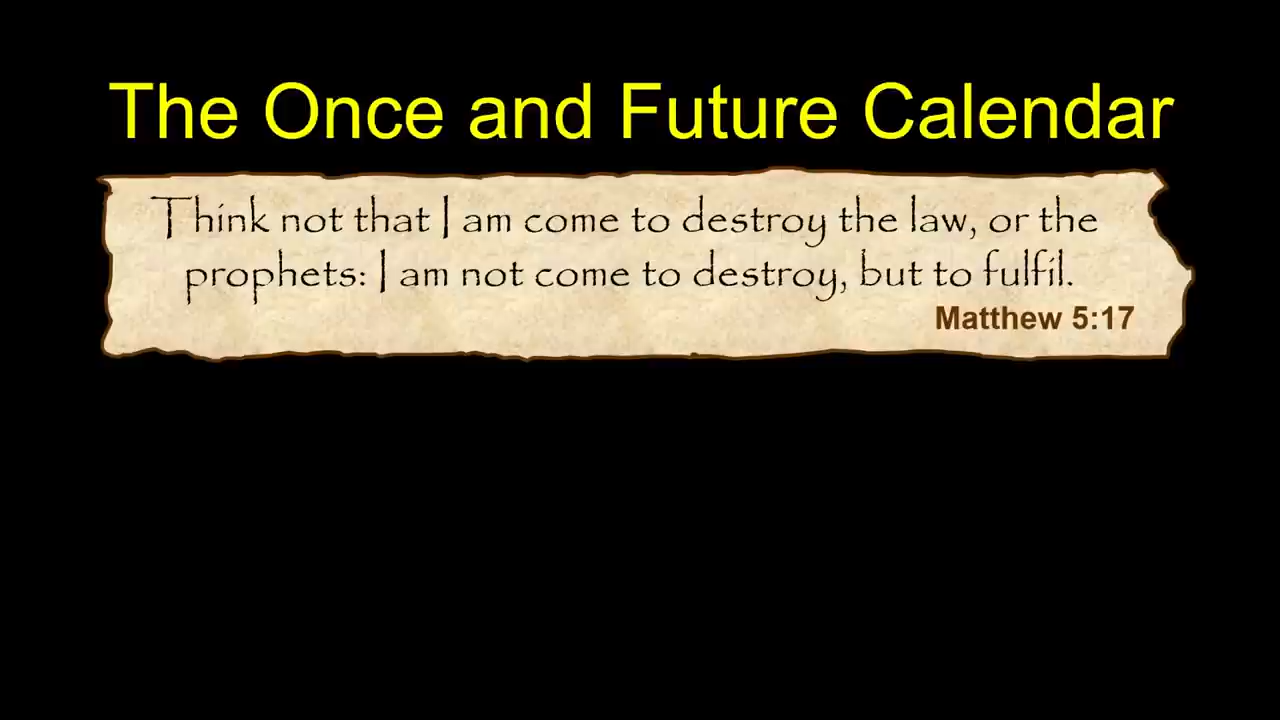 The Once and Future Calendar
Think not that I am come to destroy the law, or the
prophets: I am not come to destroy, but to fulfil.
Matthew 5:17